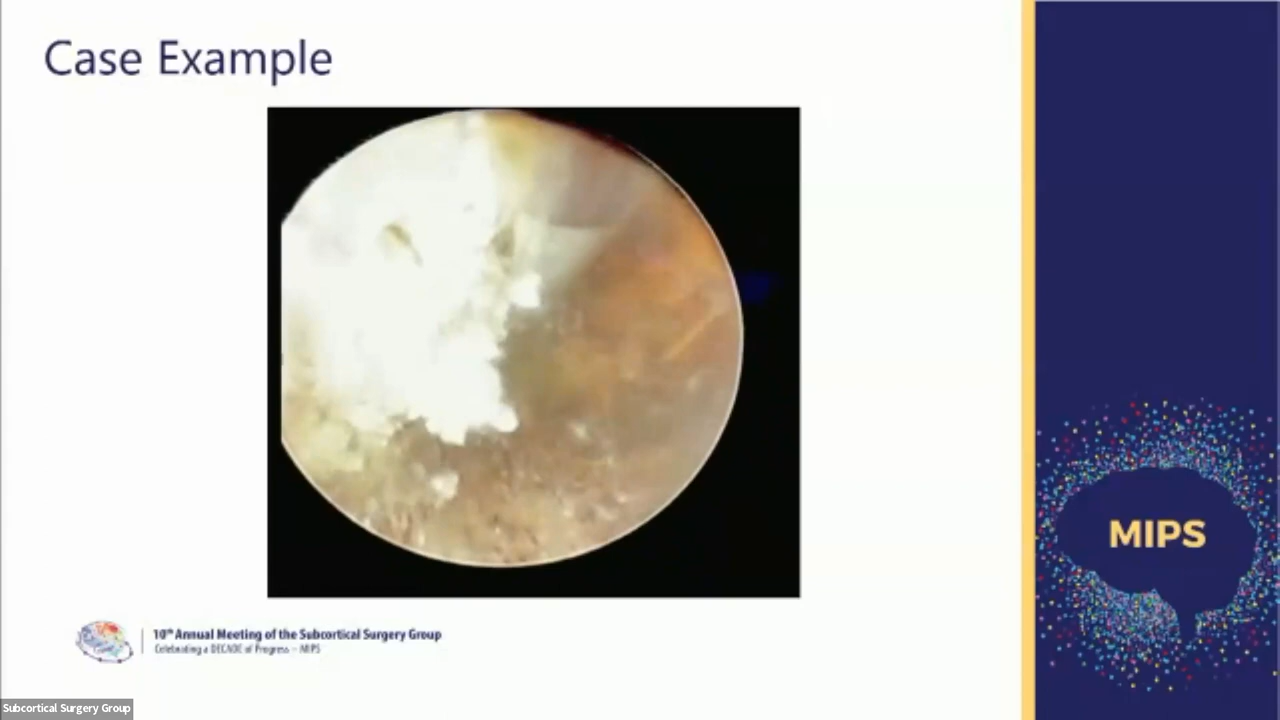 Case Example
MIPS
10th Annual Meeting of the Subcortical Surgery Group
Celebrating a DECADE of Progress – MIPS
Subcortical Surgery Group